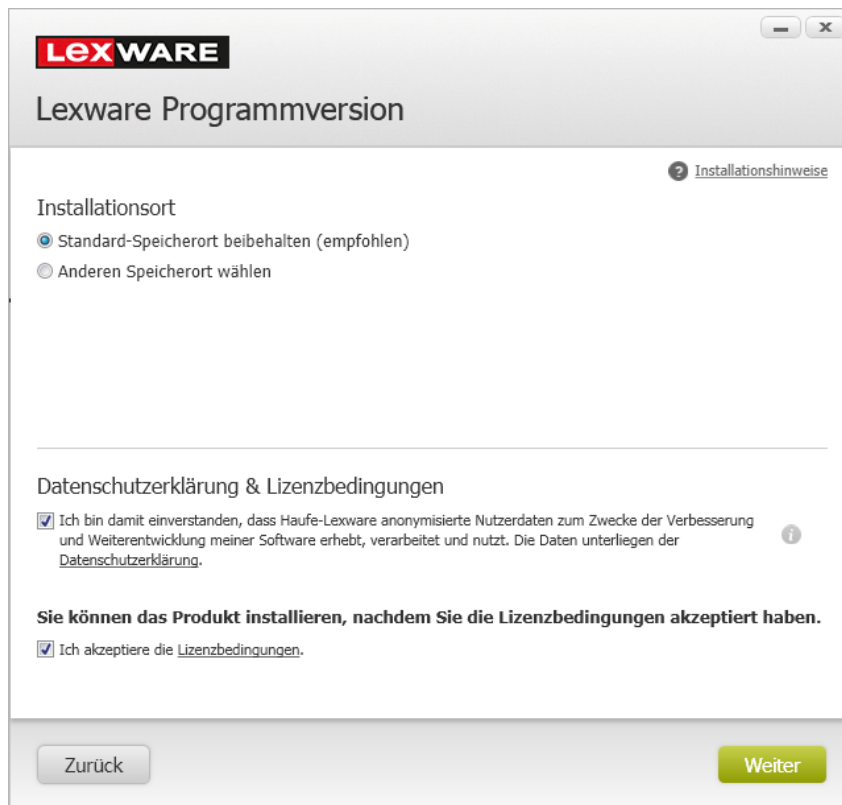 LexWARE
Lexware Programmversion
? Installationshinweise
Installationsort
Standard-Speicherort beibehalten (empfohlen)
Anderen Speicherort wählen
Datenschutzerklärung & Lizenzbedingungen
Ich bin damit einverstanden, dass Haufe-Lexware anonymisierte Nutzerdaten zum Zwecke der Verbesserung
und Weiterentwicklung meiner Software erhebt, verarbeitet und nutzt. Die Daten unterliegen der
Datenschutzerklärung.
Sie können das Produkt installieren, nachdem Sie die Lizenzbedingungen akzeptiert haben.
Ich akzeptiere die Lizenzbedingungen.
Zurück
Weiter